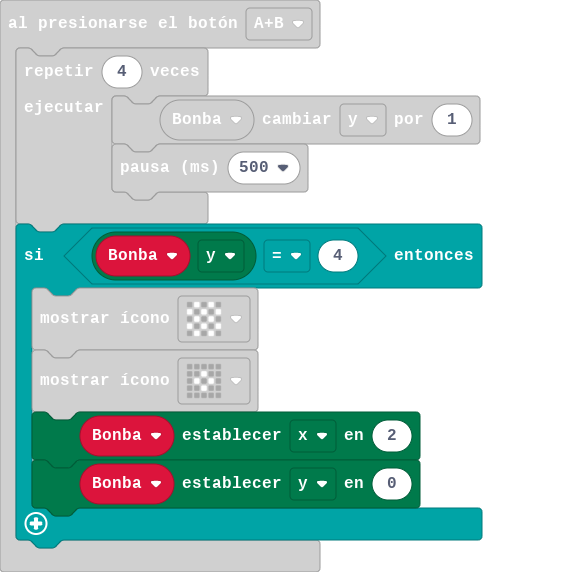 al presionarse el botón A+B
repetir 4 veces
ejecutar
Bonba cambiar y por 1
pausa (ms) 500
si Bonba y = 4 entonces
mostrar ícono
mostrar ícono
Bonba establecer x en 2
Bonba establecer y en 0